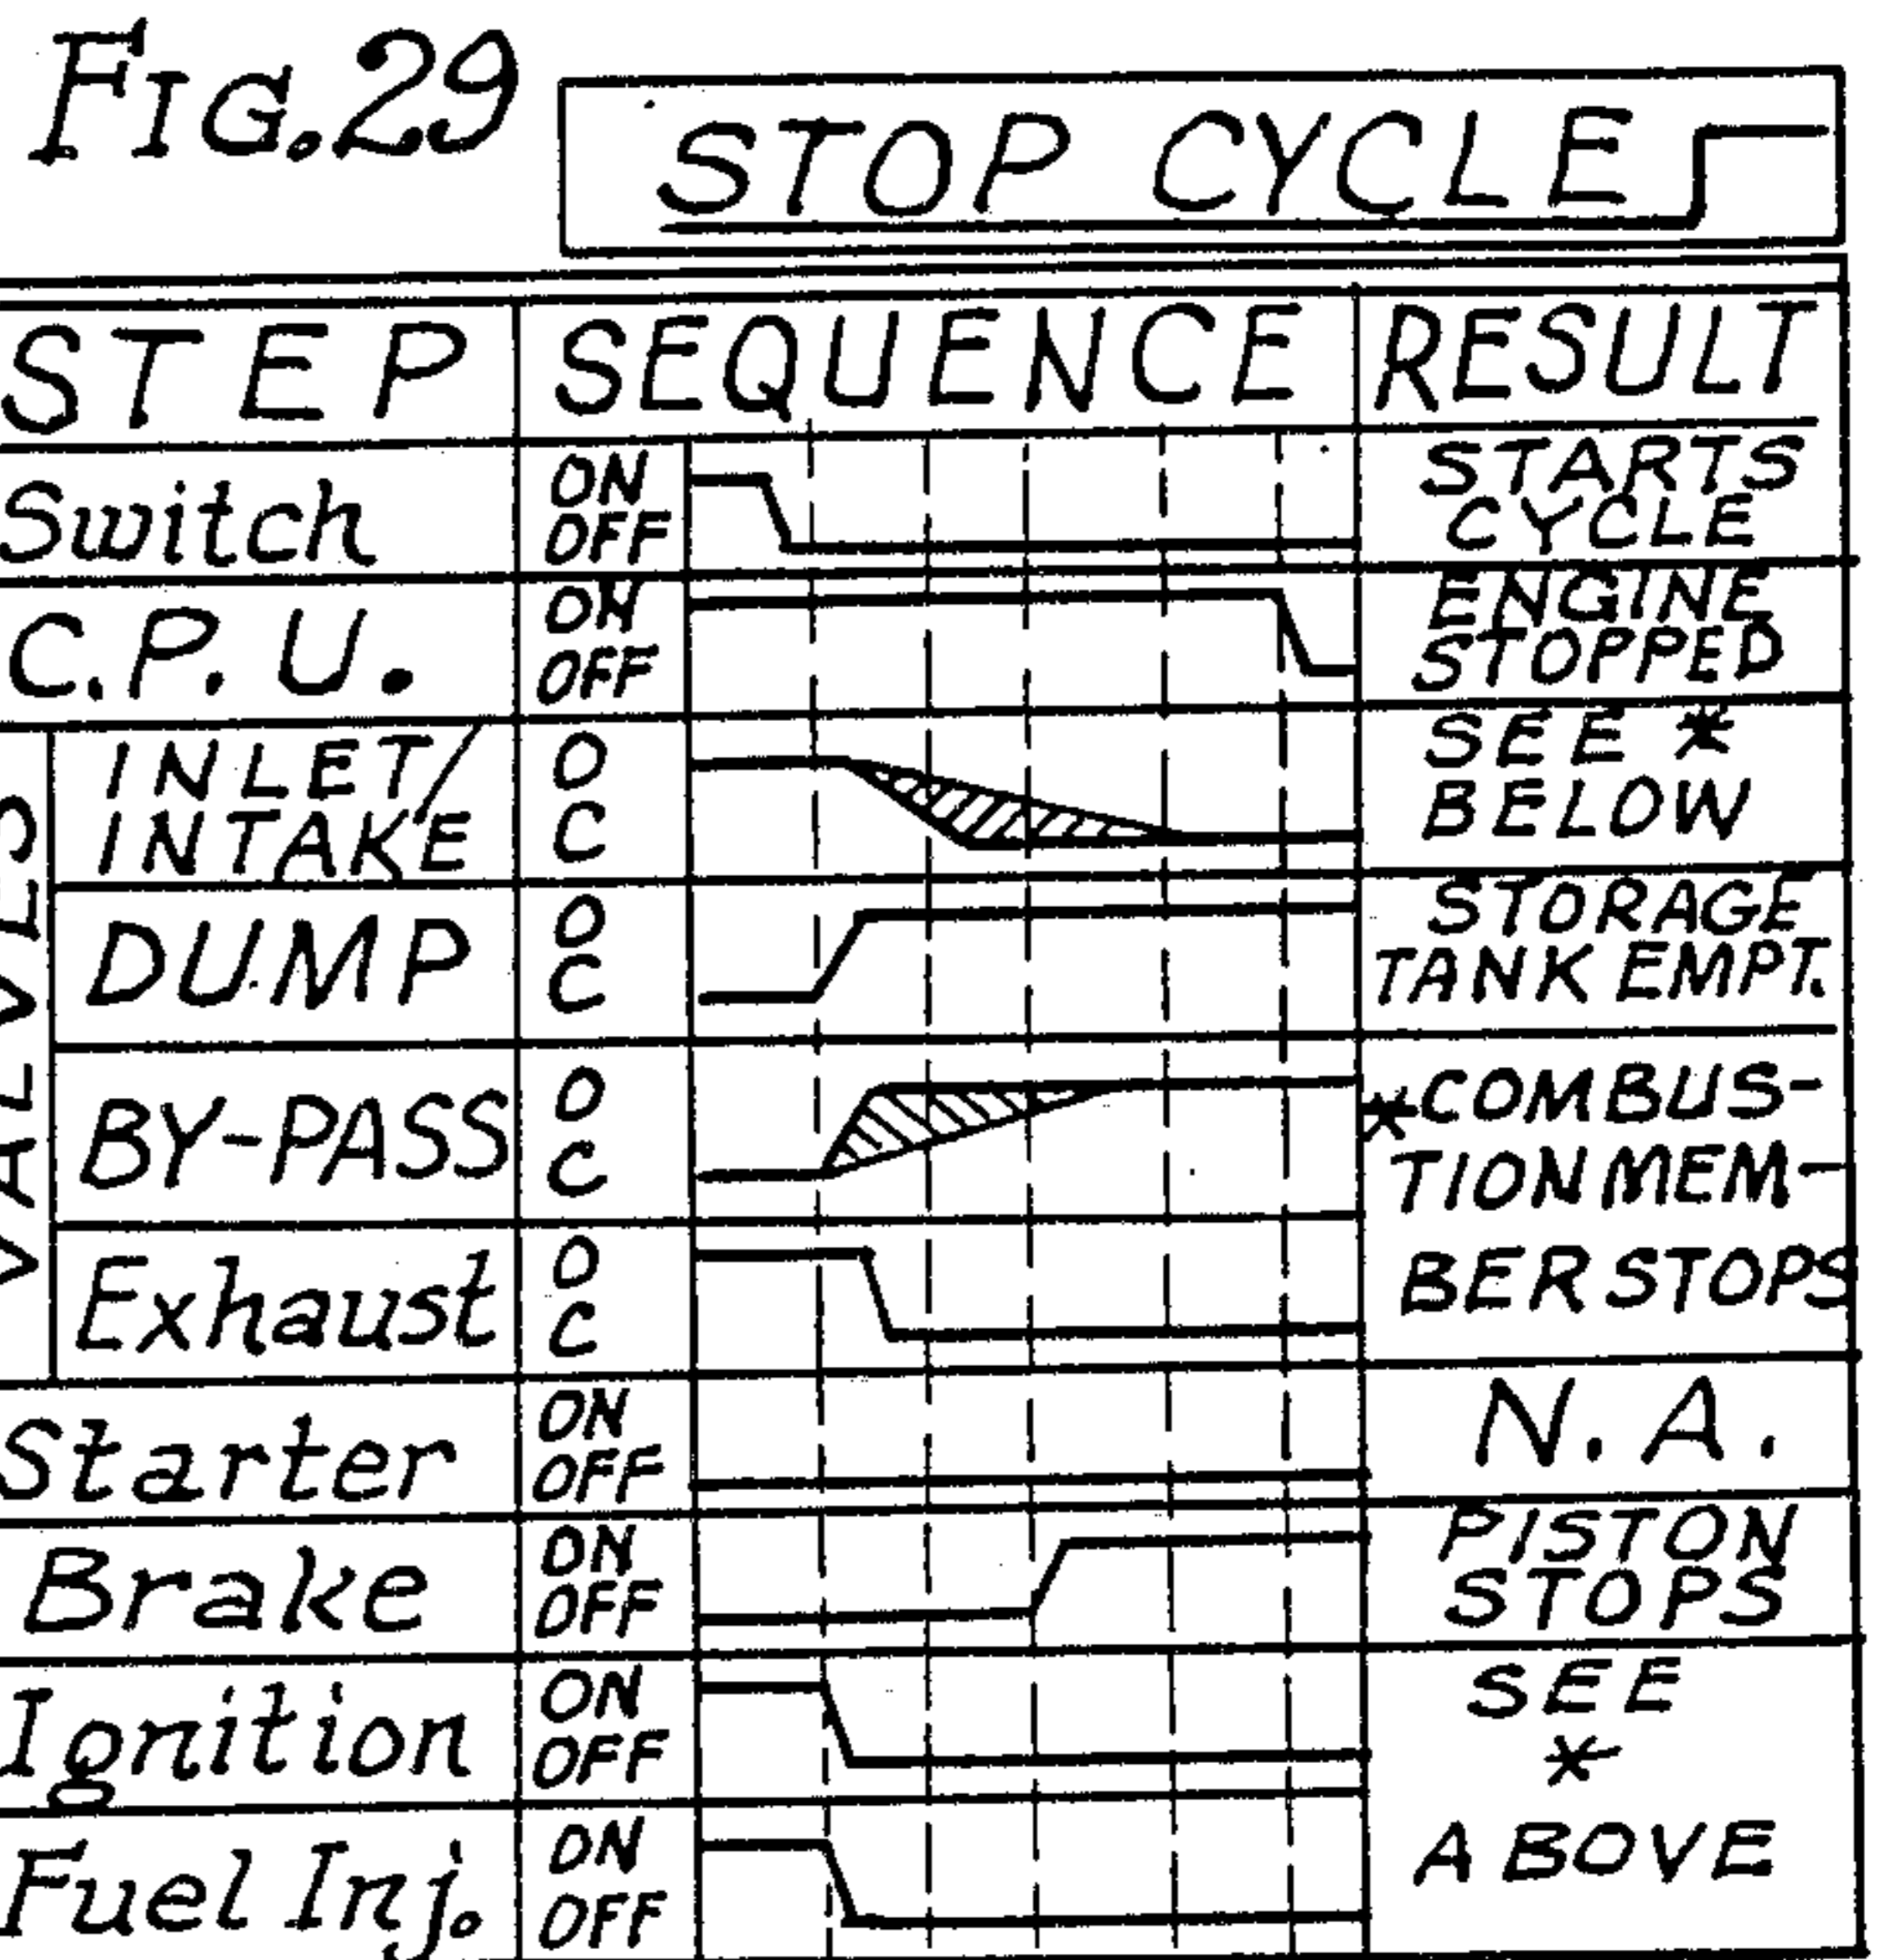 FIG. 29
STOP CYCLE
STEP SEQUENCE RESULT
Switch ON OFF STARTS CYCLE
C.P.U. ON OFF ENGINE STOPPED
VALVES
INLET/INTAKE O C SEE * BELOW
DUMP O C STORAGE TANK EMPT.
BY-PASS O C *COMBUS-TION MEM-
Exhaust O C BER STOPS
Starter ON OFF N.A.
Brake ON OFF PISTON STOPS
Ignition ON OFF SEE *
Fuel Inj. ON OFF ABOVE